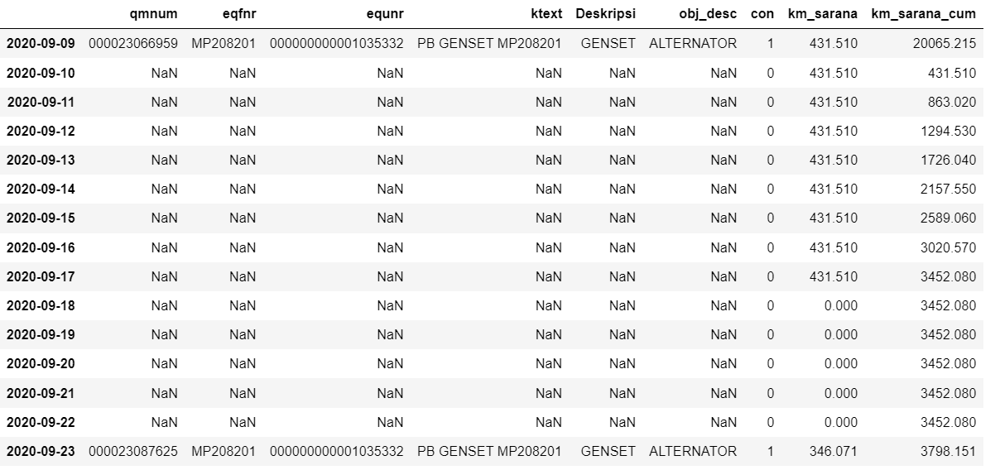 qmnum eqfnr equnr ktext Deskripsi obj_desc con km_sarana km_sarana_cum
2020-09-09 000023066959 MP208201 000000000001035332 PB GENSET MP208201 GENSET ALTERNATOR 1 431.510 20065.215
2020-09-10 NaN NaN NaN NaN NaN NaN 0 431.510 431.510
2020-09-11 NaN NaN NaN NaN NaN NaN 0 431.510 863.020
2020-09-12 NaN NaN NaN NaN NaN NaN 0 431.510 1294.530
2020-09-13 NaN NaN NaN NaN NaN NaN 0 431.510 1726.040
2020-09-14 NaN NaN NaN NaN NaN NaN 0 431.510 2157.550
2020-09-15 NaN NaN NaN NaN NaN NaN 0 431.510 2589.060
2020-09-16 NaN NaN NaN NaN NaN NaN 0 431.510 3020.570
2020-09-17 NaN NaN NaN NaN NaN NaN 0 431.510 3452.080
2020-09-18 NaN NaN NaN NaN NaN NaN 0 0.000 3452.080
2020-09-19 NaN NaN NaN NaN NaN NaN 0 0.000 3452.080
2020-09-20 NaN NaN NaN NaN NaN NaN 0 0.000 3452.080
2020-09-21 NaN NaN NaN NaN NaN NaN 0 0.000 3452.080
2020-09-22 NaN NaN NaN NaN NaN NaN 0 0.000 3452.080
2020-09-23 000023087625 MP208201 000000000001035332 PB GENSET MP208201 GENSET ALTERNATOR 1 346.071 3798.151